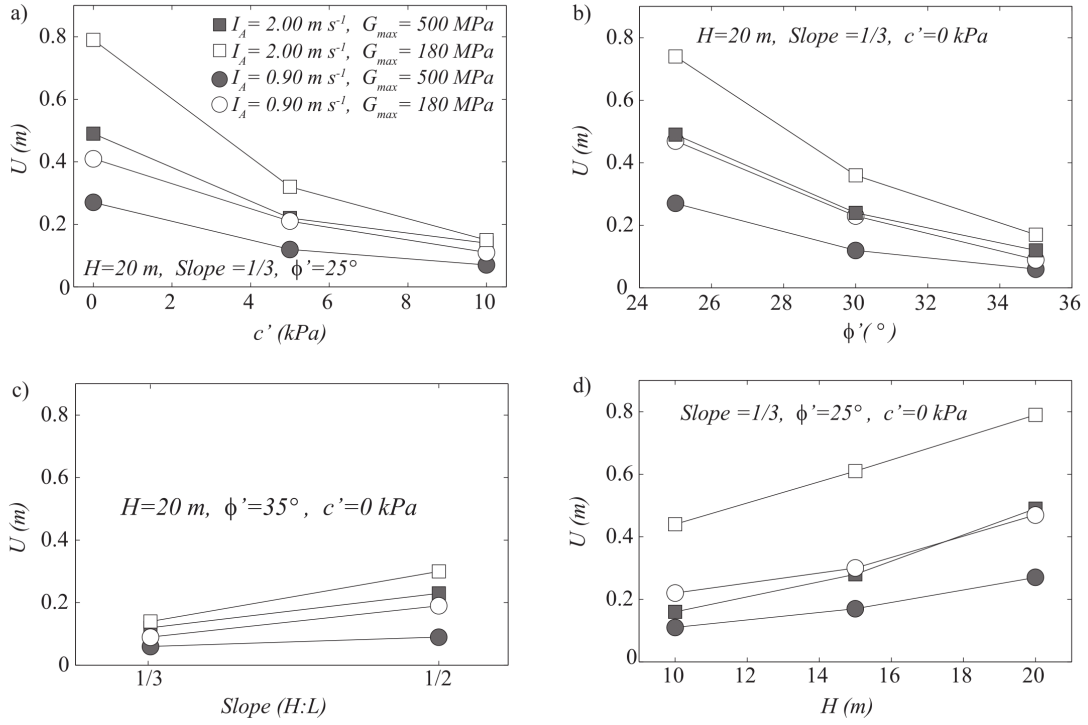 a)
I_A = 2.00 m s⁻¹, G_max = 500 MPa
I_A = 2.00 m s⁻¹, G_max = 180 MPa
I_A = 0.90 m s⁻¹, G_max = 500 MPa
I_A = 0.90 m s⁻¹, G_max = 180 MPa
H=20 m, Slope =1/3, ϕ'=25°
U (m)
0.8
0.6
0.4
0.2
0
0 2 4 6 8 10
c' (kPa)
b)
H=20 m, Slope =1/3, c'=0 kPa
U (m)
0.8
0.6
0.4
0.2
0
24 26 28 30 32 34 36
ϕ'( ° )
c)
H=20 m, ϕ'=35° , c'=0 kPa
U (m)
0.8
0.6
0.4
0.2
0
1/3 1/2
Slope (H:L)
d)
Slope =1/3, ϕ'=25° , c'=0 kPa
U (m)
0.8
0.6
0.4
0.2
0
10 12 14 16 18 20
H (m)